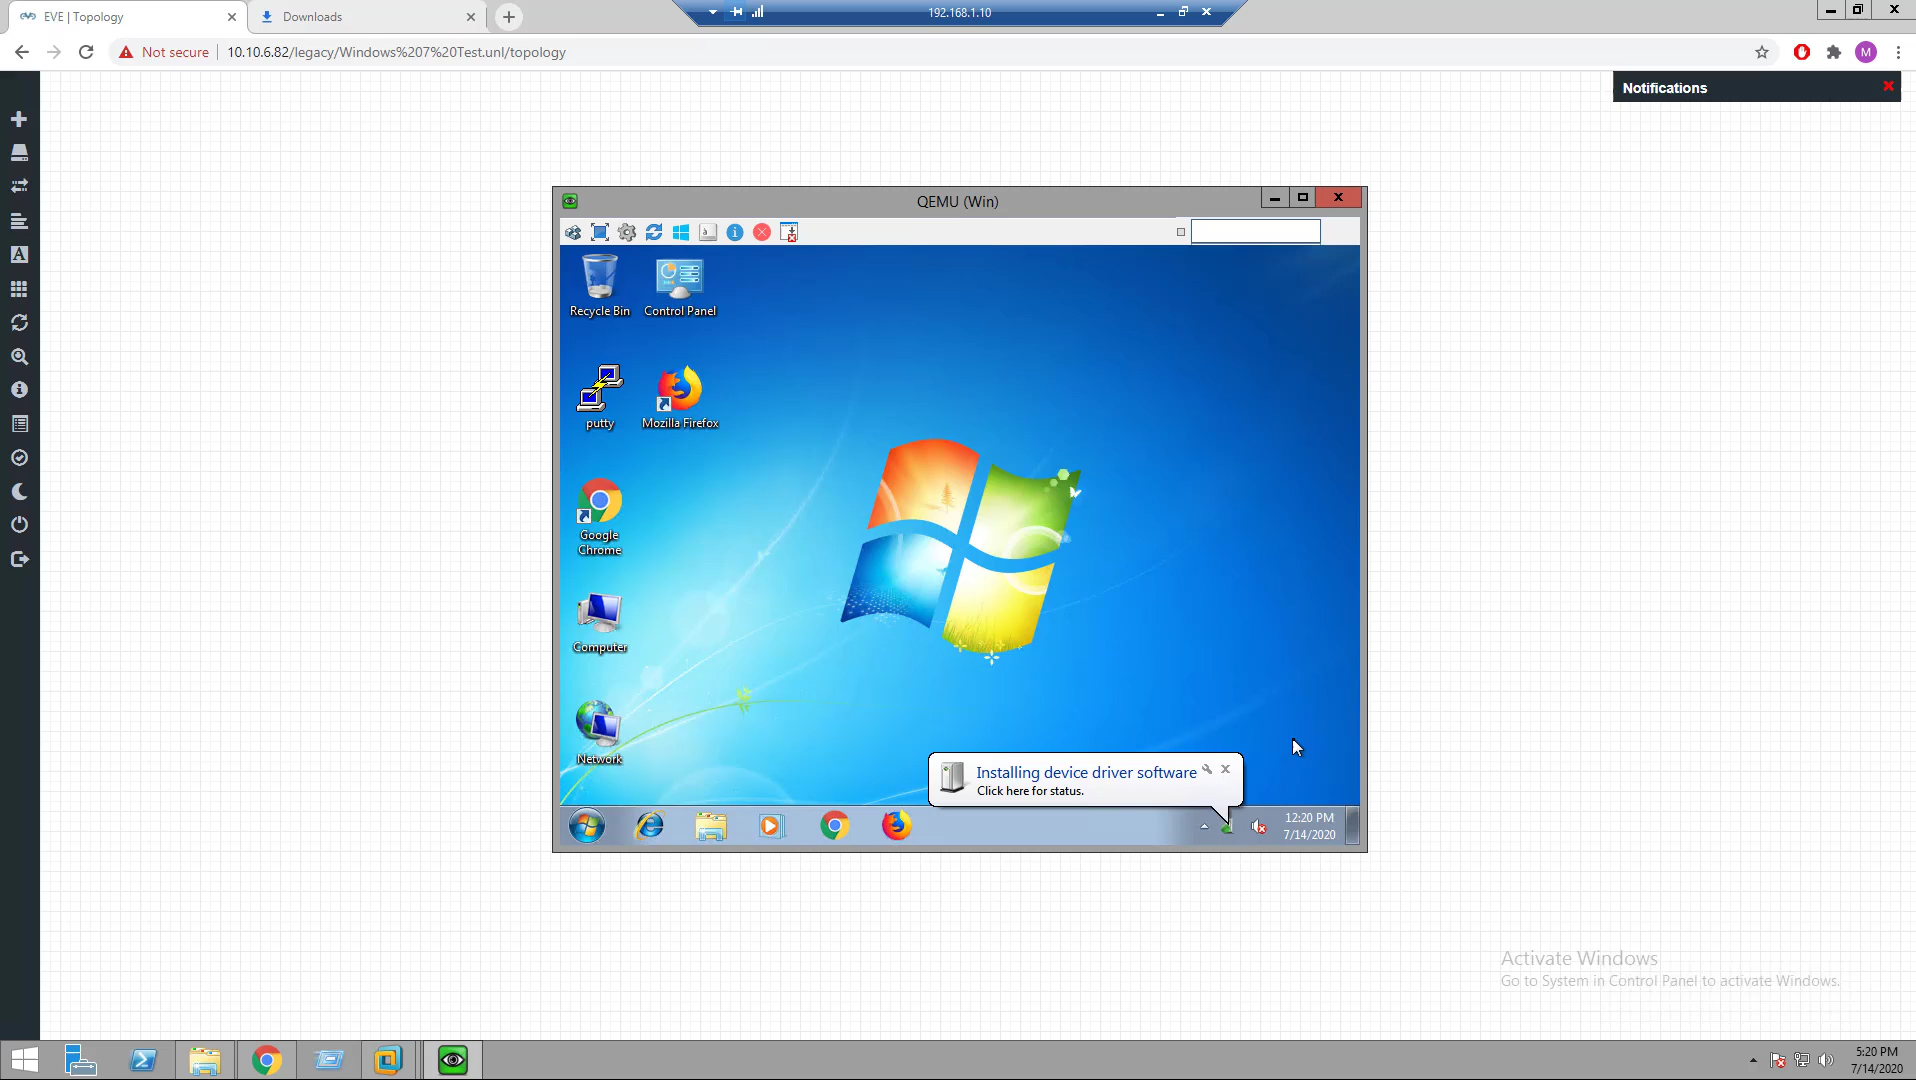 EVE | Topology
Downloads
192.168.1.10
Not secure
10.10.6.82/legacy/Windows%207%20Test.unl/topology
M
Notifications
QEMU (Win)
Recycle Bin
Control Panel
putty
Mozilla Firefox
Google
Chrome
Computer
Network
Installing device driver software
Click here for status.
12:20 PM
7/14/2020
Activate Windows
Go to System in Control Panel to activate Windows.
5:20 PM
7/14/2020